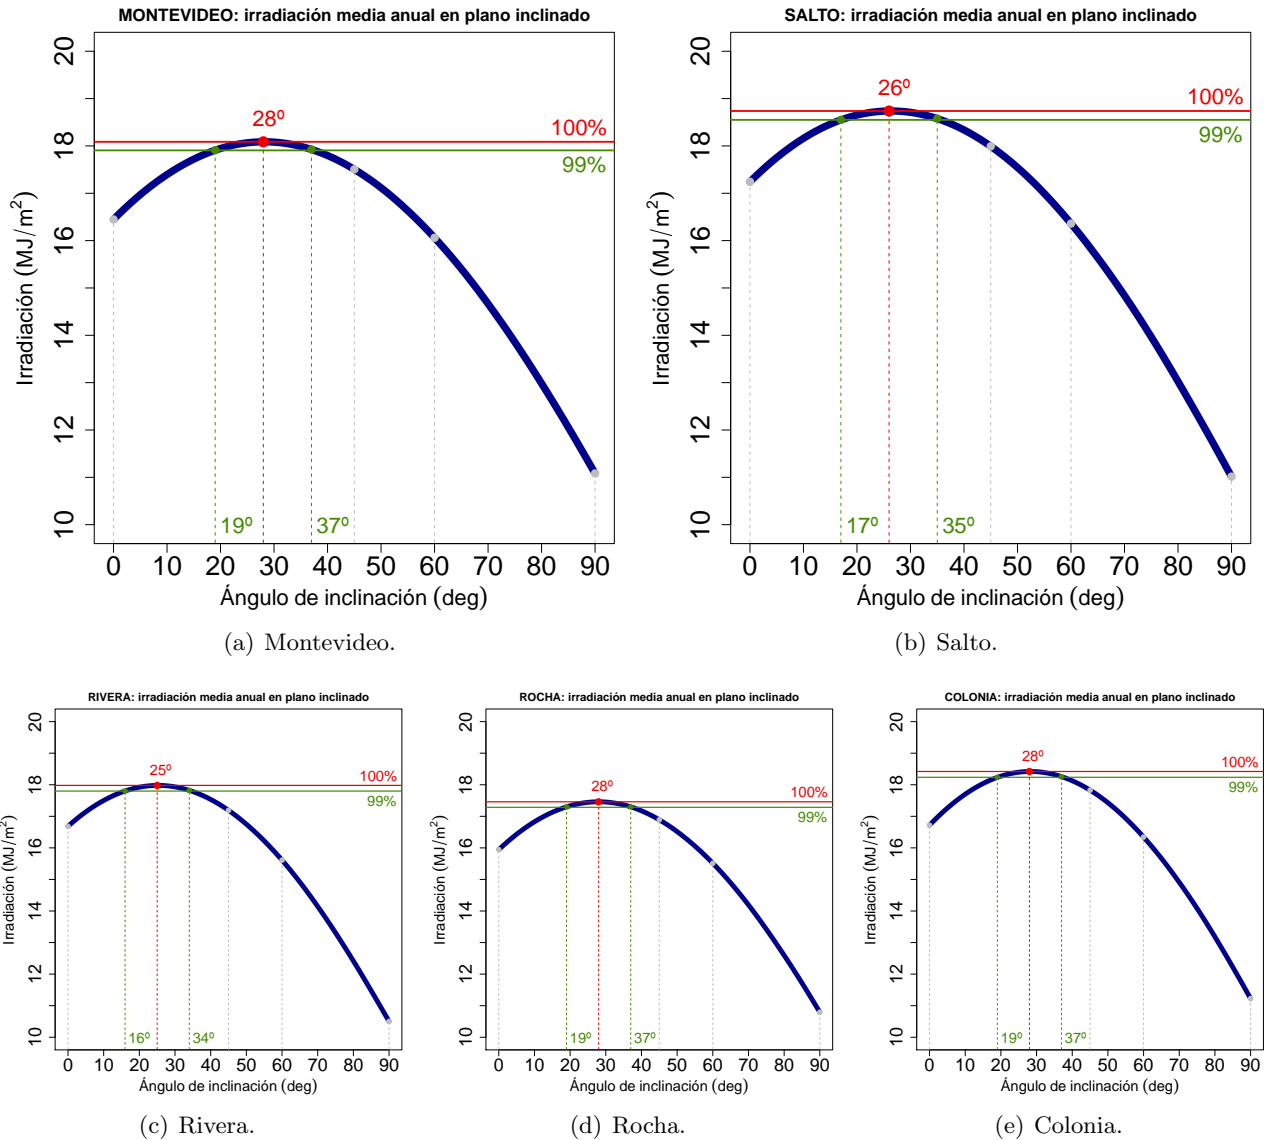 MONTEVIDEO: irradiación media anual en plano inclinado
Irradiación (MJ/m²)
20
18
16
14
12
10
28º
100%
99%
19º
37º
0 10 20 30 40 50 60 70 80 90
Ángulo de inclinación (deg)
(a) Montevideo.
SALTO: irradiación media anual en plano inclinado
Irradiación (MJ/m²)
20
18
16
14
12
10
26º
100%
99%
17º
35º
0 10 20 30 40 50 60 70 80 90
Ángulo de inclinación (deg)
(b) Salto.
RIVERA: irradiación media anual en plano inclinado
Irradiación (MJ/m²)
20
18
16
14
12
10
25º
100%
99%
16º
34º
0 10 20 30 40 50 60 70 80 90
Ángulo de inclinación (deg)
(c) Rivera.
ROCHA: irradiación media anual en plano inclinado
Irradiación (MJ/m²)
20
18
16
14
12
10
28º
100%
99%
19º
37º
0 10 20 30 40 50 60 70 80 90
Ángulo de inclinación (deg)
(d) Rocha.
COLONIA: irradiación media anual en plano inclinado
Irradiación (MJ/m²)
20
18
16
14
12
10
28º
100%
99%
19º
37º
0 10 20 30 40 50 60 70 80 90
Ángulo de inclinación (deg)
(e) Colonia.